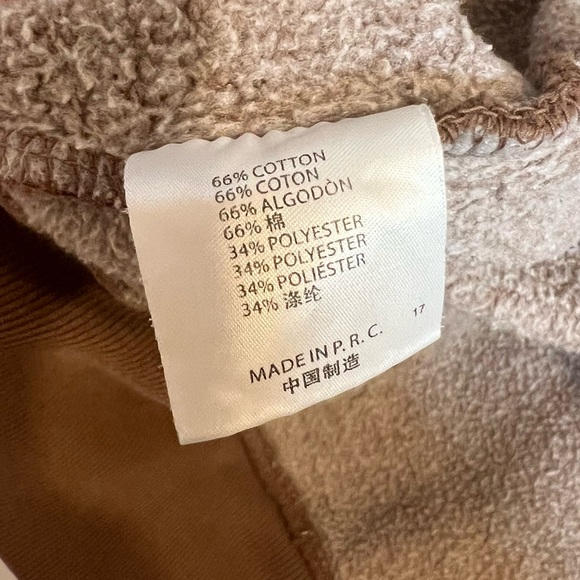 66% COTTON
66% COTON
66% ALGODÒN
66% 棉
34% POLYESTER
34% POLYESTER
34% POLIÉSTER
34% 涤纶
17
MADE IN P. R. C.
中国制造